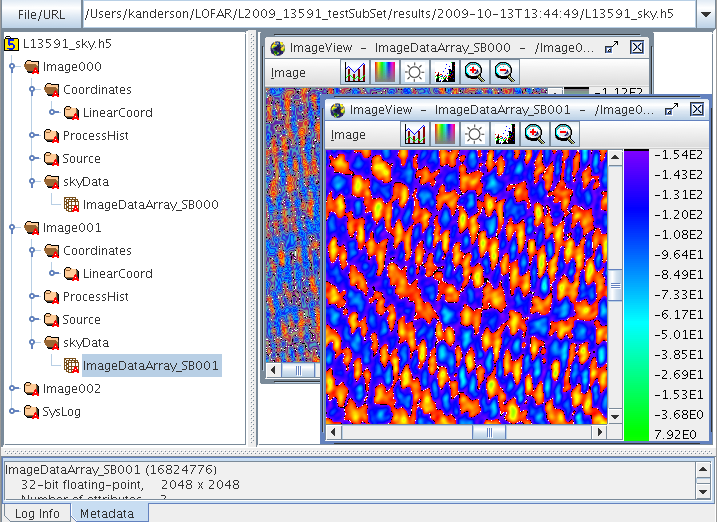 File/URL
/Users/kanderson/LOFAR/L2009_13591_testSubSet/results/2009-10-13T13:44:49/L13591_sky.h5
L13591_sky.h5
Image000
Coordinates
LinearCoord
ProcessHist
Source
skyData
ImageDataArray_SB000
Image001
Coordinates
LinearCoord
ProcessHist
Source
skyData
ImageDataArray_SB001
Image002
SysLog
ImageView - ImageDataArray_SB000 - /Image0...
Image
-1.12E2
ImageView - ImageDataArray_SB001 - /Image0...
Image
-1.54E2
-1.42E2
-1.31E2
-1.20E2
-1.08E2
-9.64E1
-8.49E1
-7.33E1
-6.17E1
-5.01E1
-3.85E1
-2.69E1
-1.53E1
-3.68E0
7.92E0
ImageDataArray_SB001 (16824776)
32-bit floating-point, 2048 x 2048
Number of attributes
Log Info
Metadata